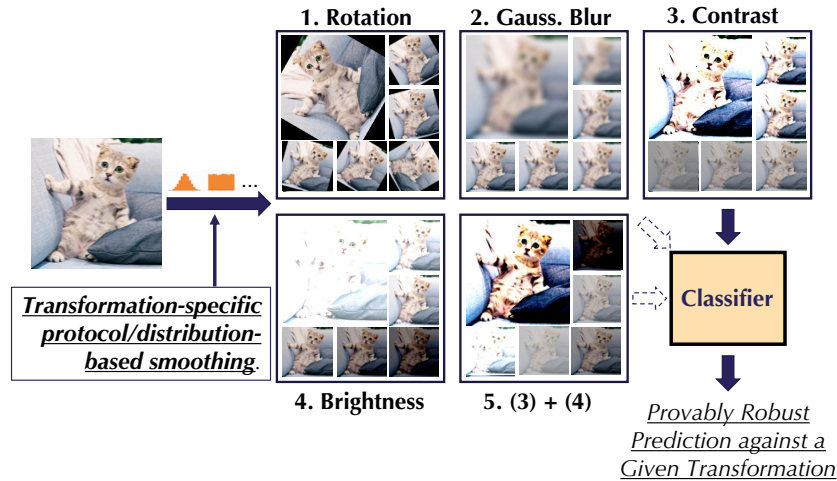 1. Rotation
2. Gauss. Blur
3. Contrast
...
Transformation-specific
protocol/distribution-
based smoothing.
Classifier
4. Brightness
5. (3) + (4)
Provably Robust
Prediction against a
Given Transformation